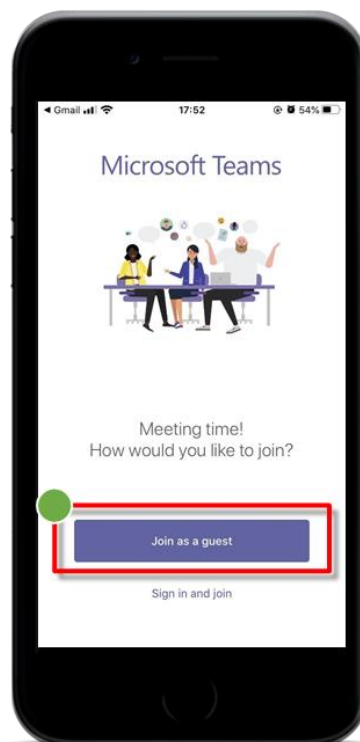 Gmail 17:52 54%
Microsoft Teams
Meeting time!
How would you like to join?
Join as a guest
Sign in and join